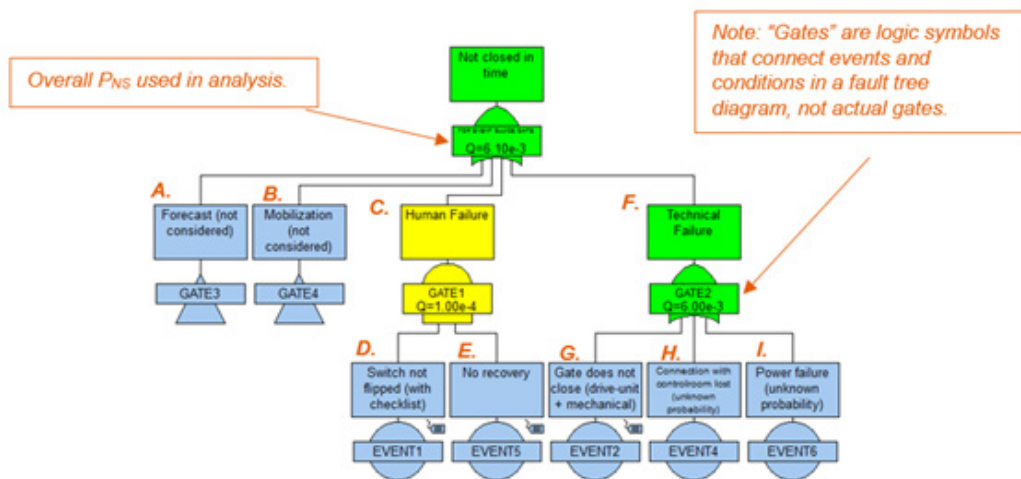 Not closed in
time
Overall PNS used in analysis.
Note: “Gates” are logic symbols
that connect events and
conditions in a fault tree
diagram, not actual gates.
Q=6.10e-3
A.
B.
C.
F.
Forecast (not
considered)
Mobilization
(not
considered)
Human Failure
Technical
Failure
GATE3
GATE4
GATE1
Q=1.00e-4
GATE2
Q=6.00e-3
D.
E.
G.
H.
I.
Switch not
flipped (with
checklist)
No recovery
Gate does not
close (drive-unit
+ mechanical)
Connection with
controlroom lost
(unknown
probability)
Power failure
(unknown
probability)
EVENT1
EVENT5
EVENT2
EVENT4
EVENT6